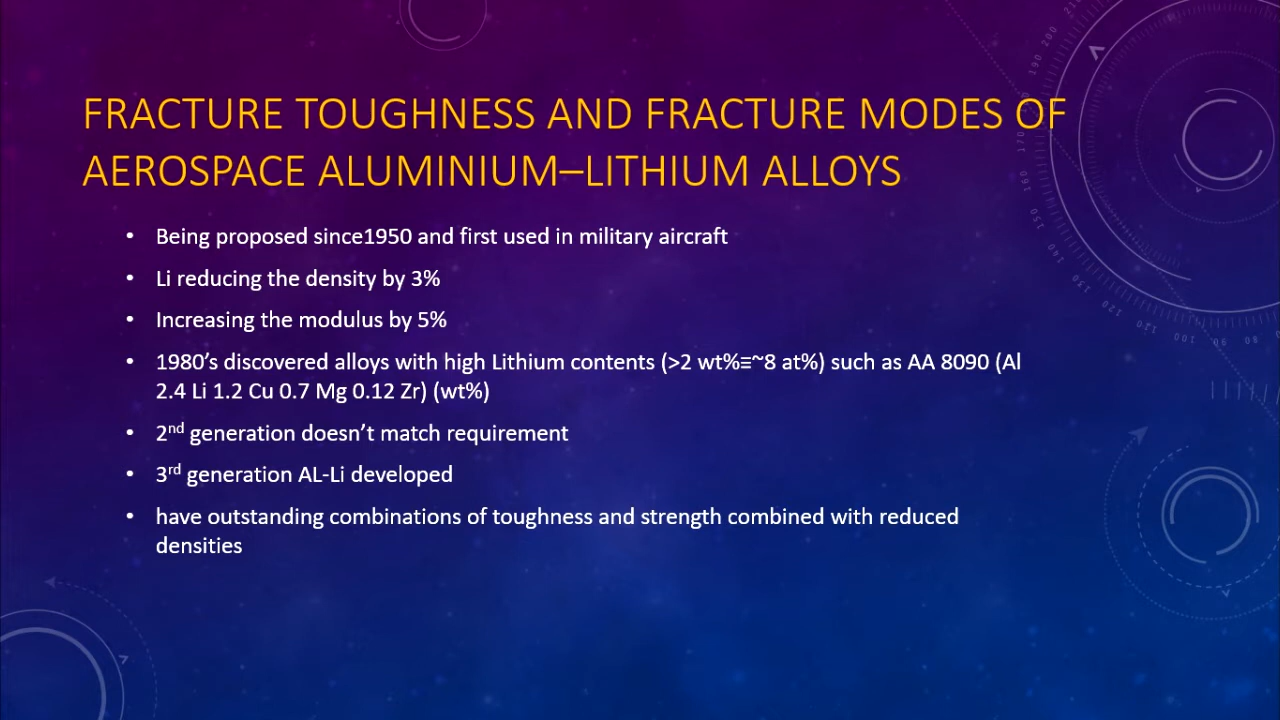 FRACTURE TOUGHNESS AND FRACTURE MODES OF
AEROSPACE ALUMINIUM–LITHIUM ALLOYS
• Being proposed since1950 and first used in military aircraft
• Li reducing the density by 3%
• Increasing the modulus by 5%
• 1980’s discovered alloys with high Lithium contents (>2 wt%≡~8 at%) such as AA 8090 (Al
2.4 Li 1.2 Cu 0.7 Mg 0.12 Zr) (wt%)
• 2nd generation doesn’t match requirement
• 3rd generation AL-Li developed
• have outstanding combinations of toughness and strength combined with reduced
densities